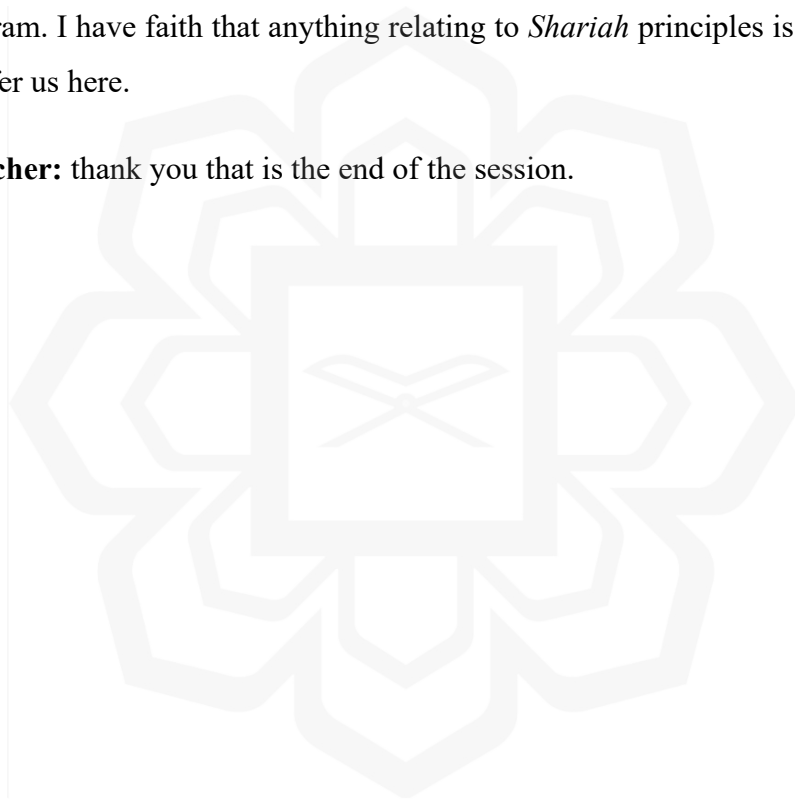 ram. I have faith that anything relating to Shariah principles is
er us here.
cher: thank you that is the end of the session.